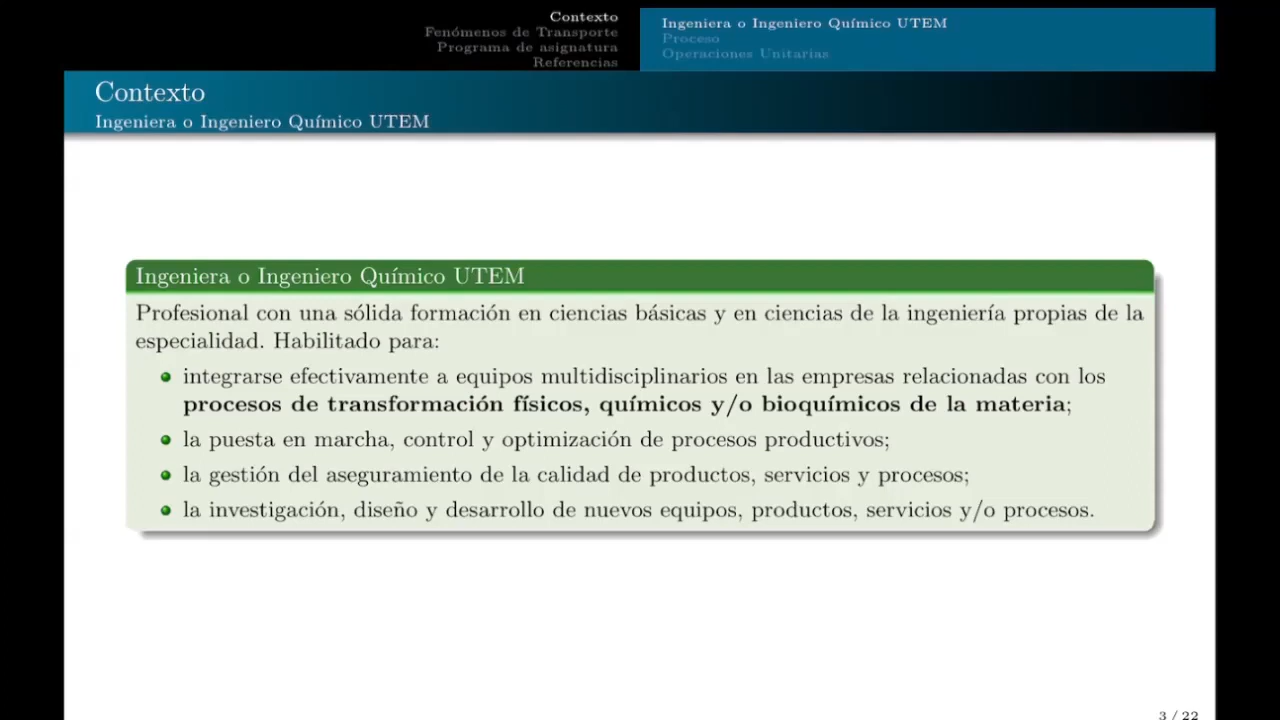 Contexto
Fenómenos de Transporte
Programa de asignatura
Referencias
Ingeniera o Ingeniero Químico UTEM
Proceso
Operaciones Unitarias
Contexto
Ingeniera o Ingeniero Químico UTEM
Ingeniera o Ingeniero Químico UTEM
Profesional con una sólida formación en ciencias básicas y en ciencias de la ingeniería propias de la
especialidad. Habilitado para:
integrarse efectivamente a equipos multidisciplinarios en las empresas relacionadas con los
procesos de transformación físicos, químicos y/o bioquímicos de la materia;
la puesta en marcha, control y optimización de procesos productivos;
la gestión del aseguramiento de la calidad de productos, servicios y procesos;
la investigación, diseño y desarrollo de nuevos equipos, productos, servicios y/o procesos.
3 / 22